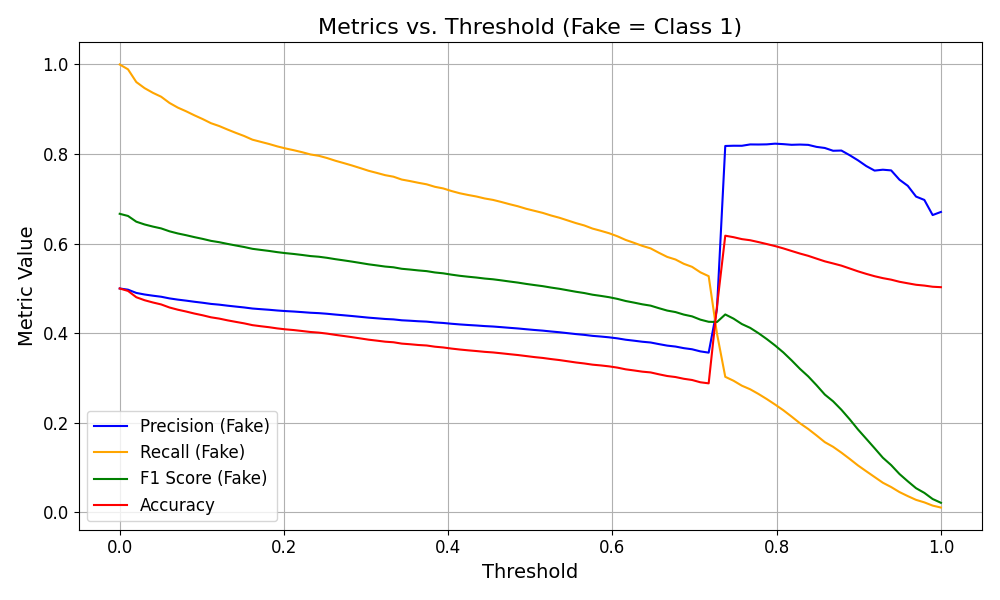 Metrics vs. Threshold (Fake = Class 1)
Metric Value
1.0
0.8
0.6
0.4
0.2
0.0
Precision (Fake)
Recall (Fake)
F1 Score (Fake)
Accuracy
0.0 0.2 0.4 0.6 0.8 1.0
Threshold